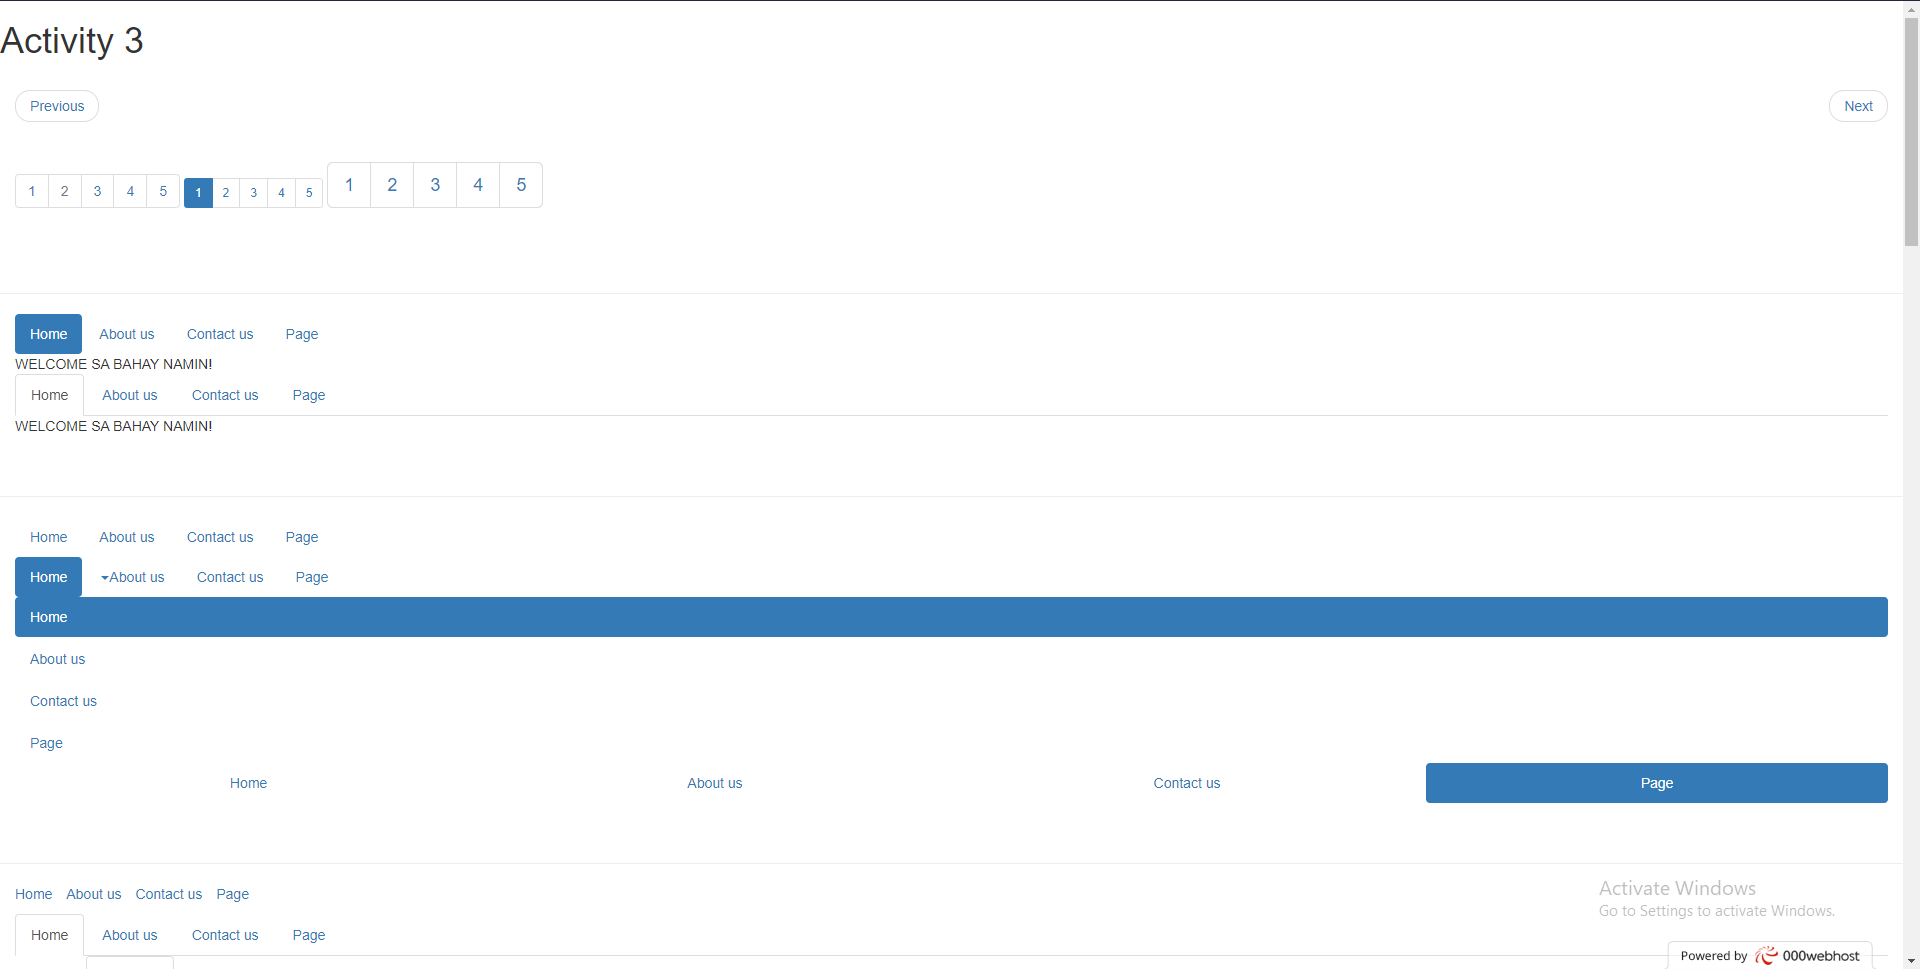 Activity 3
Previous Next
1 2 3 4 5 1 2 3 4 5 1 2 3 4 5
Home About us Contact us Page
WELCOME SA BAHAY NAMIN!
Home About us Contact us Page
WELCOME SA BAHAY NAMIN!
Home About us Contact us Page
Home About us Contact us Page
Home
About us
Contact us
Page
Home About us Contact us Page
Home About us Contact us Page
Activate Windows
Go to Settings to activate Windows.
Home About us Contact us Page
Powered by 000webhost